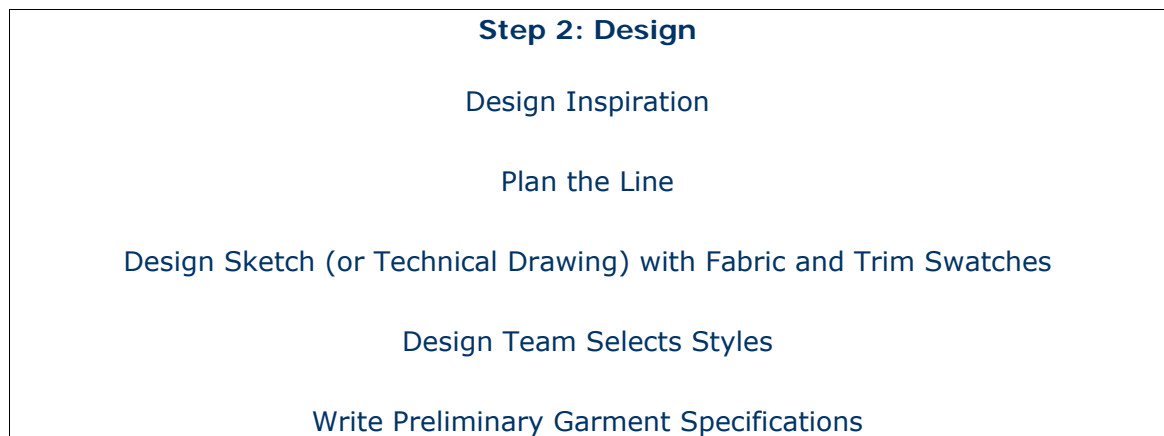 Step 2: Design
Design Inspiration
Plan the Line
Design Sketch (or Technical Drawing) with Fabric and Trim Swatches
Design Team Selects Styles
Write Preliminary Garment Specifications